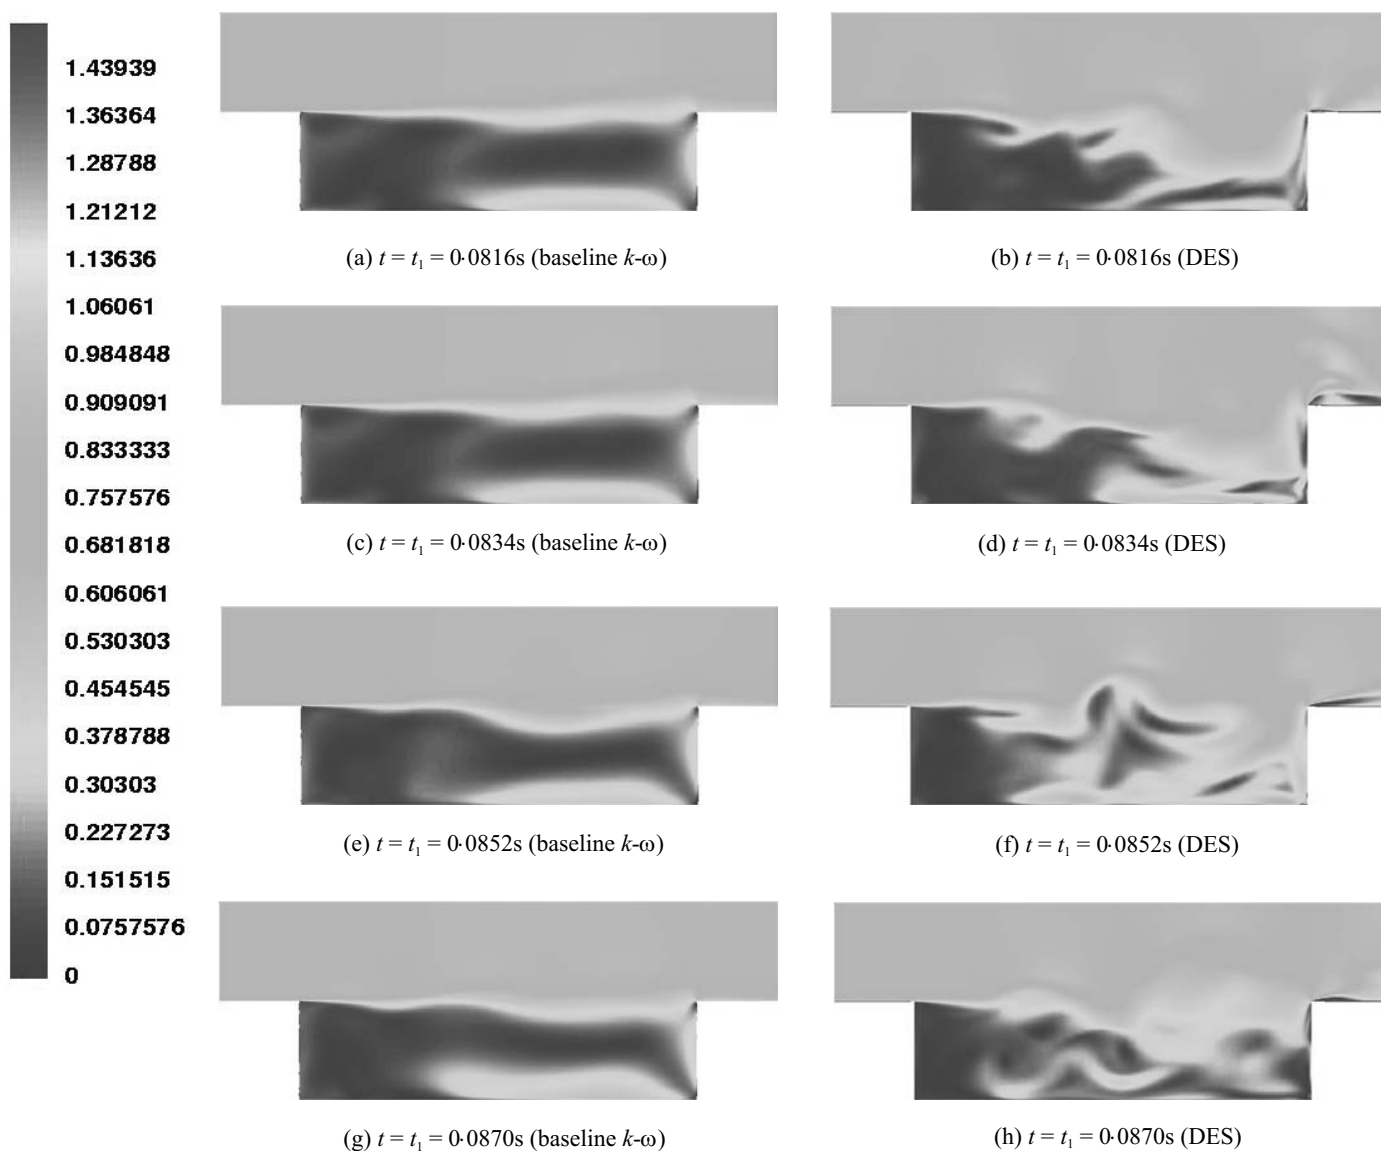 1.43939
1.36364
1.28788
1.21212
1.13636
1.06061
0.984848
0.909091
0.833333
0.757576
0.681818
0.606061
0.530303
0.454545
0.378788
0.30303
0.227273
0.151515
0.0757576
0
(a) t = t₁ = 0·0816s (baseline k-ω)
(b) t = t₁ = 0·0816s (DES)
(c) t = t₁ = 0·0834s (baseline k-ω)
(d) t = t₁ = 0·0834s (DES)
(e) t = t₁ = 0·0852s (baseline k-ω)
(f) t = t₁ = 0·0852s (DES)
(g) t = t₁ = 0·0870s (baseline k-ω)
(h) t = t₁ = 0·0870s (DES)